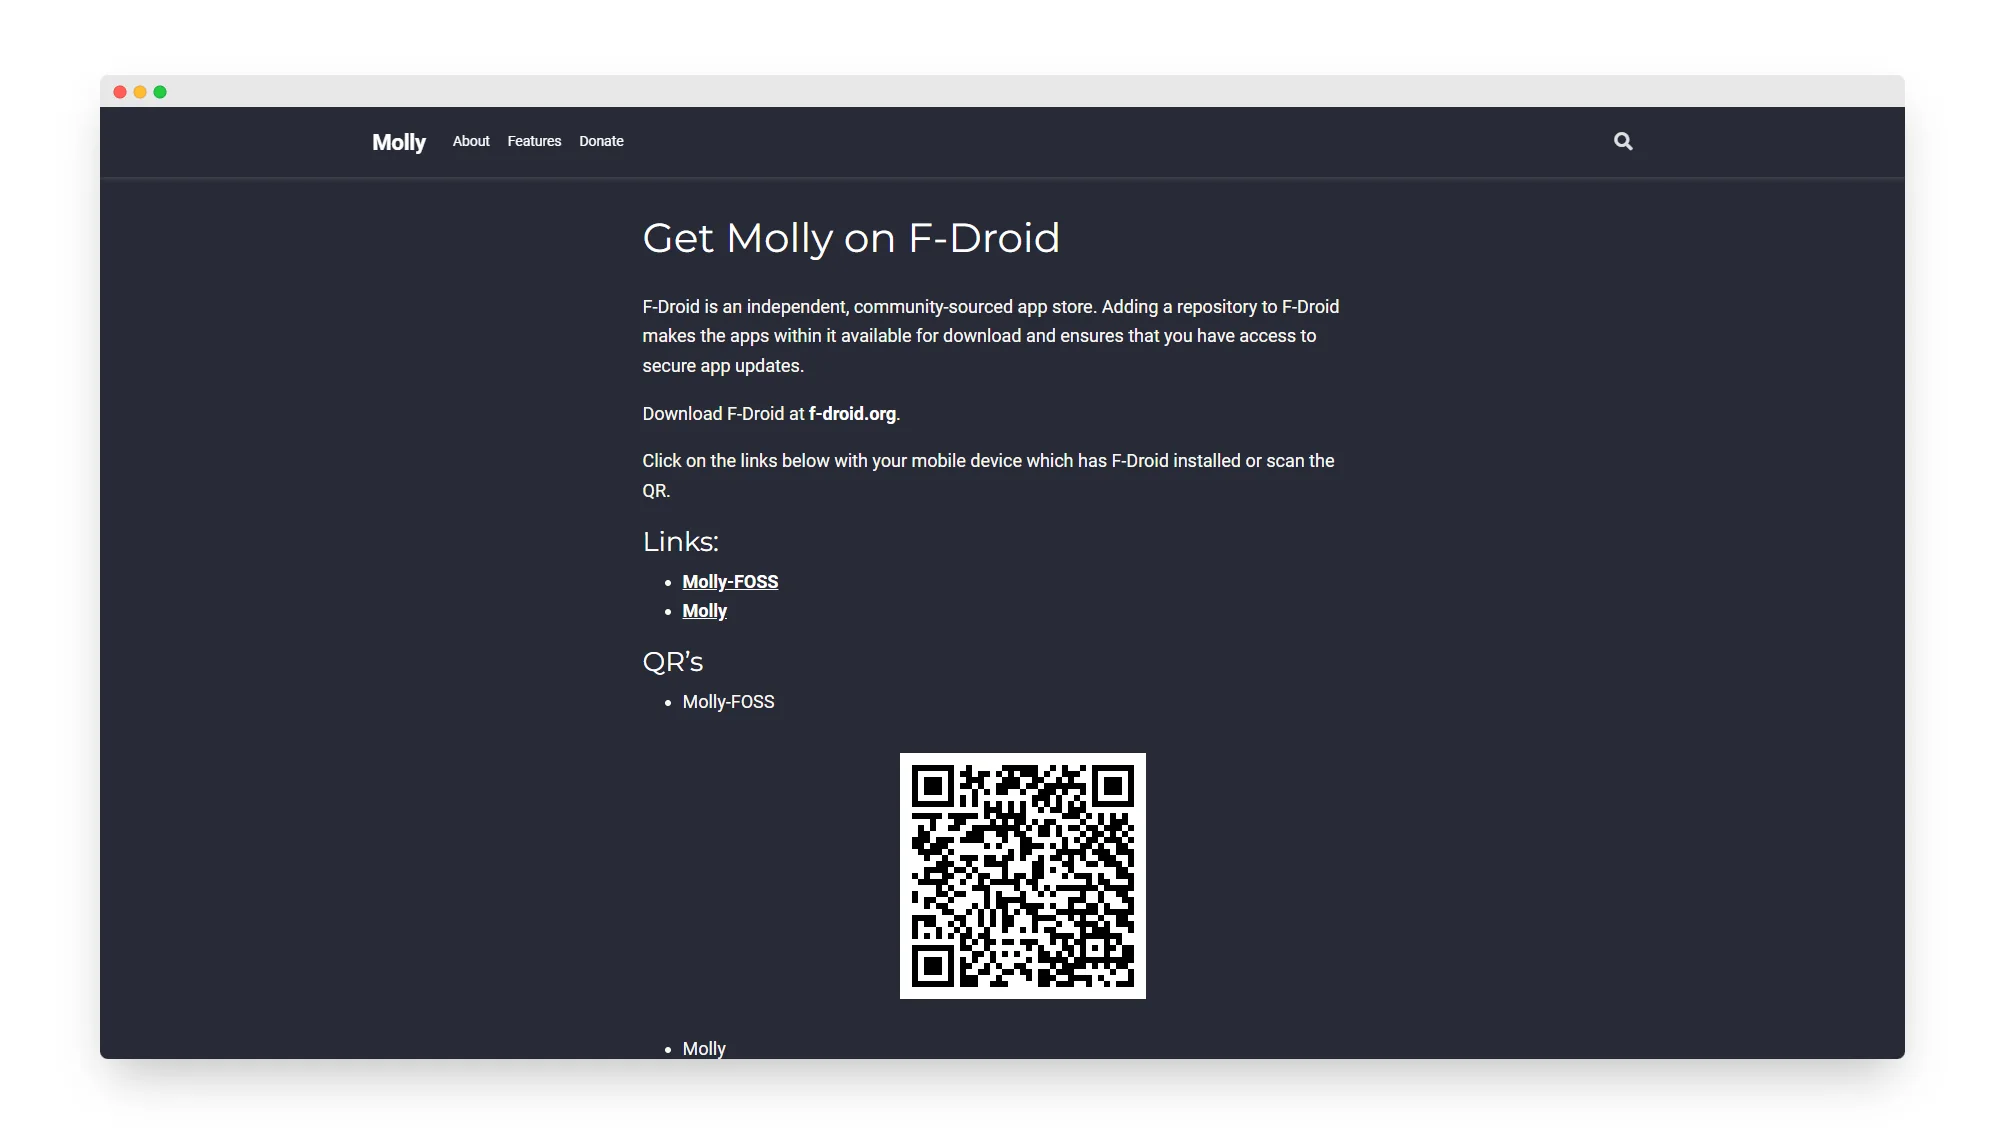 Molly About Features Donate
Get Molly on F-Droid
F-Droid is an independent, community-sourced app store. Adding a repository to F-Droid
makes the apps within it available for download and ensures that you have access to
secure app updates.
Download F-Droid at f-droid.org.
Click on the links below with your mobile device which has F-Droid installed or scan the
QR.
Links:
• Molly-FOSS
• Molly
QR’s
• Molly-FOSS
• Molly